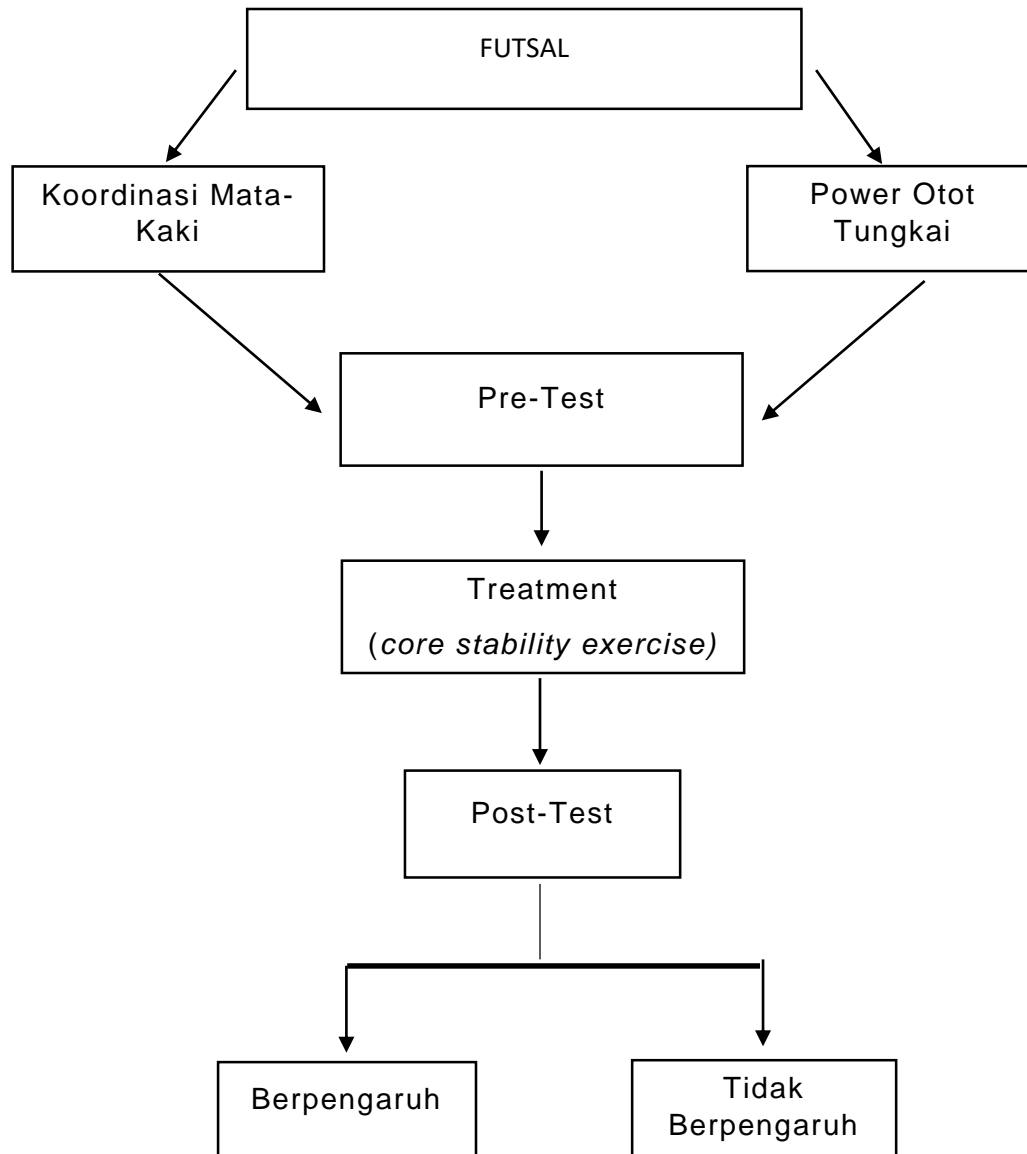 FUTSAL
Koordinasi Mata-
Kaki
Power Otot
Tungkai
Pre-Test
Treatment
(core stability exercise)
Post-Test
Berpengaruh
Tidak
Berpengaruh